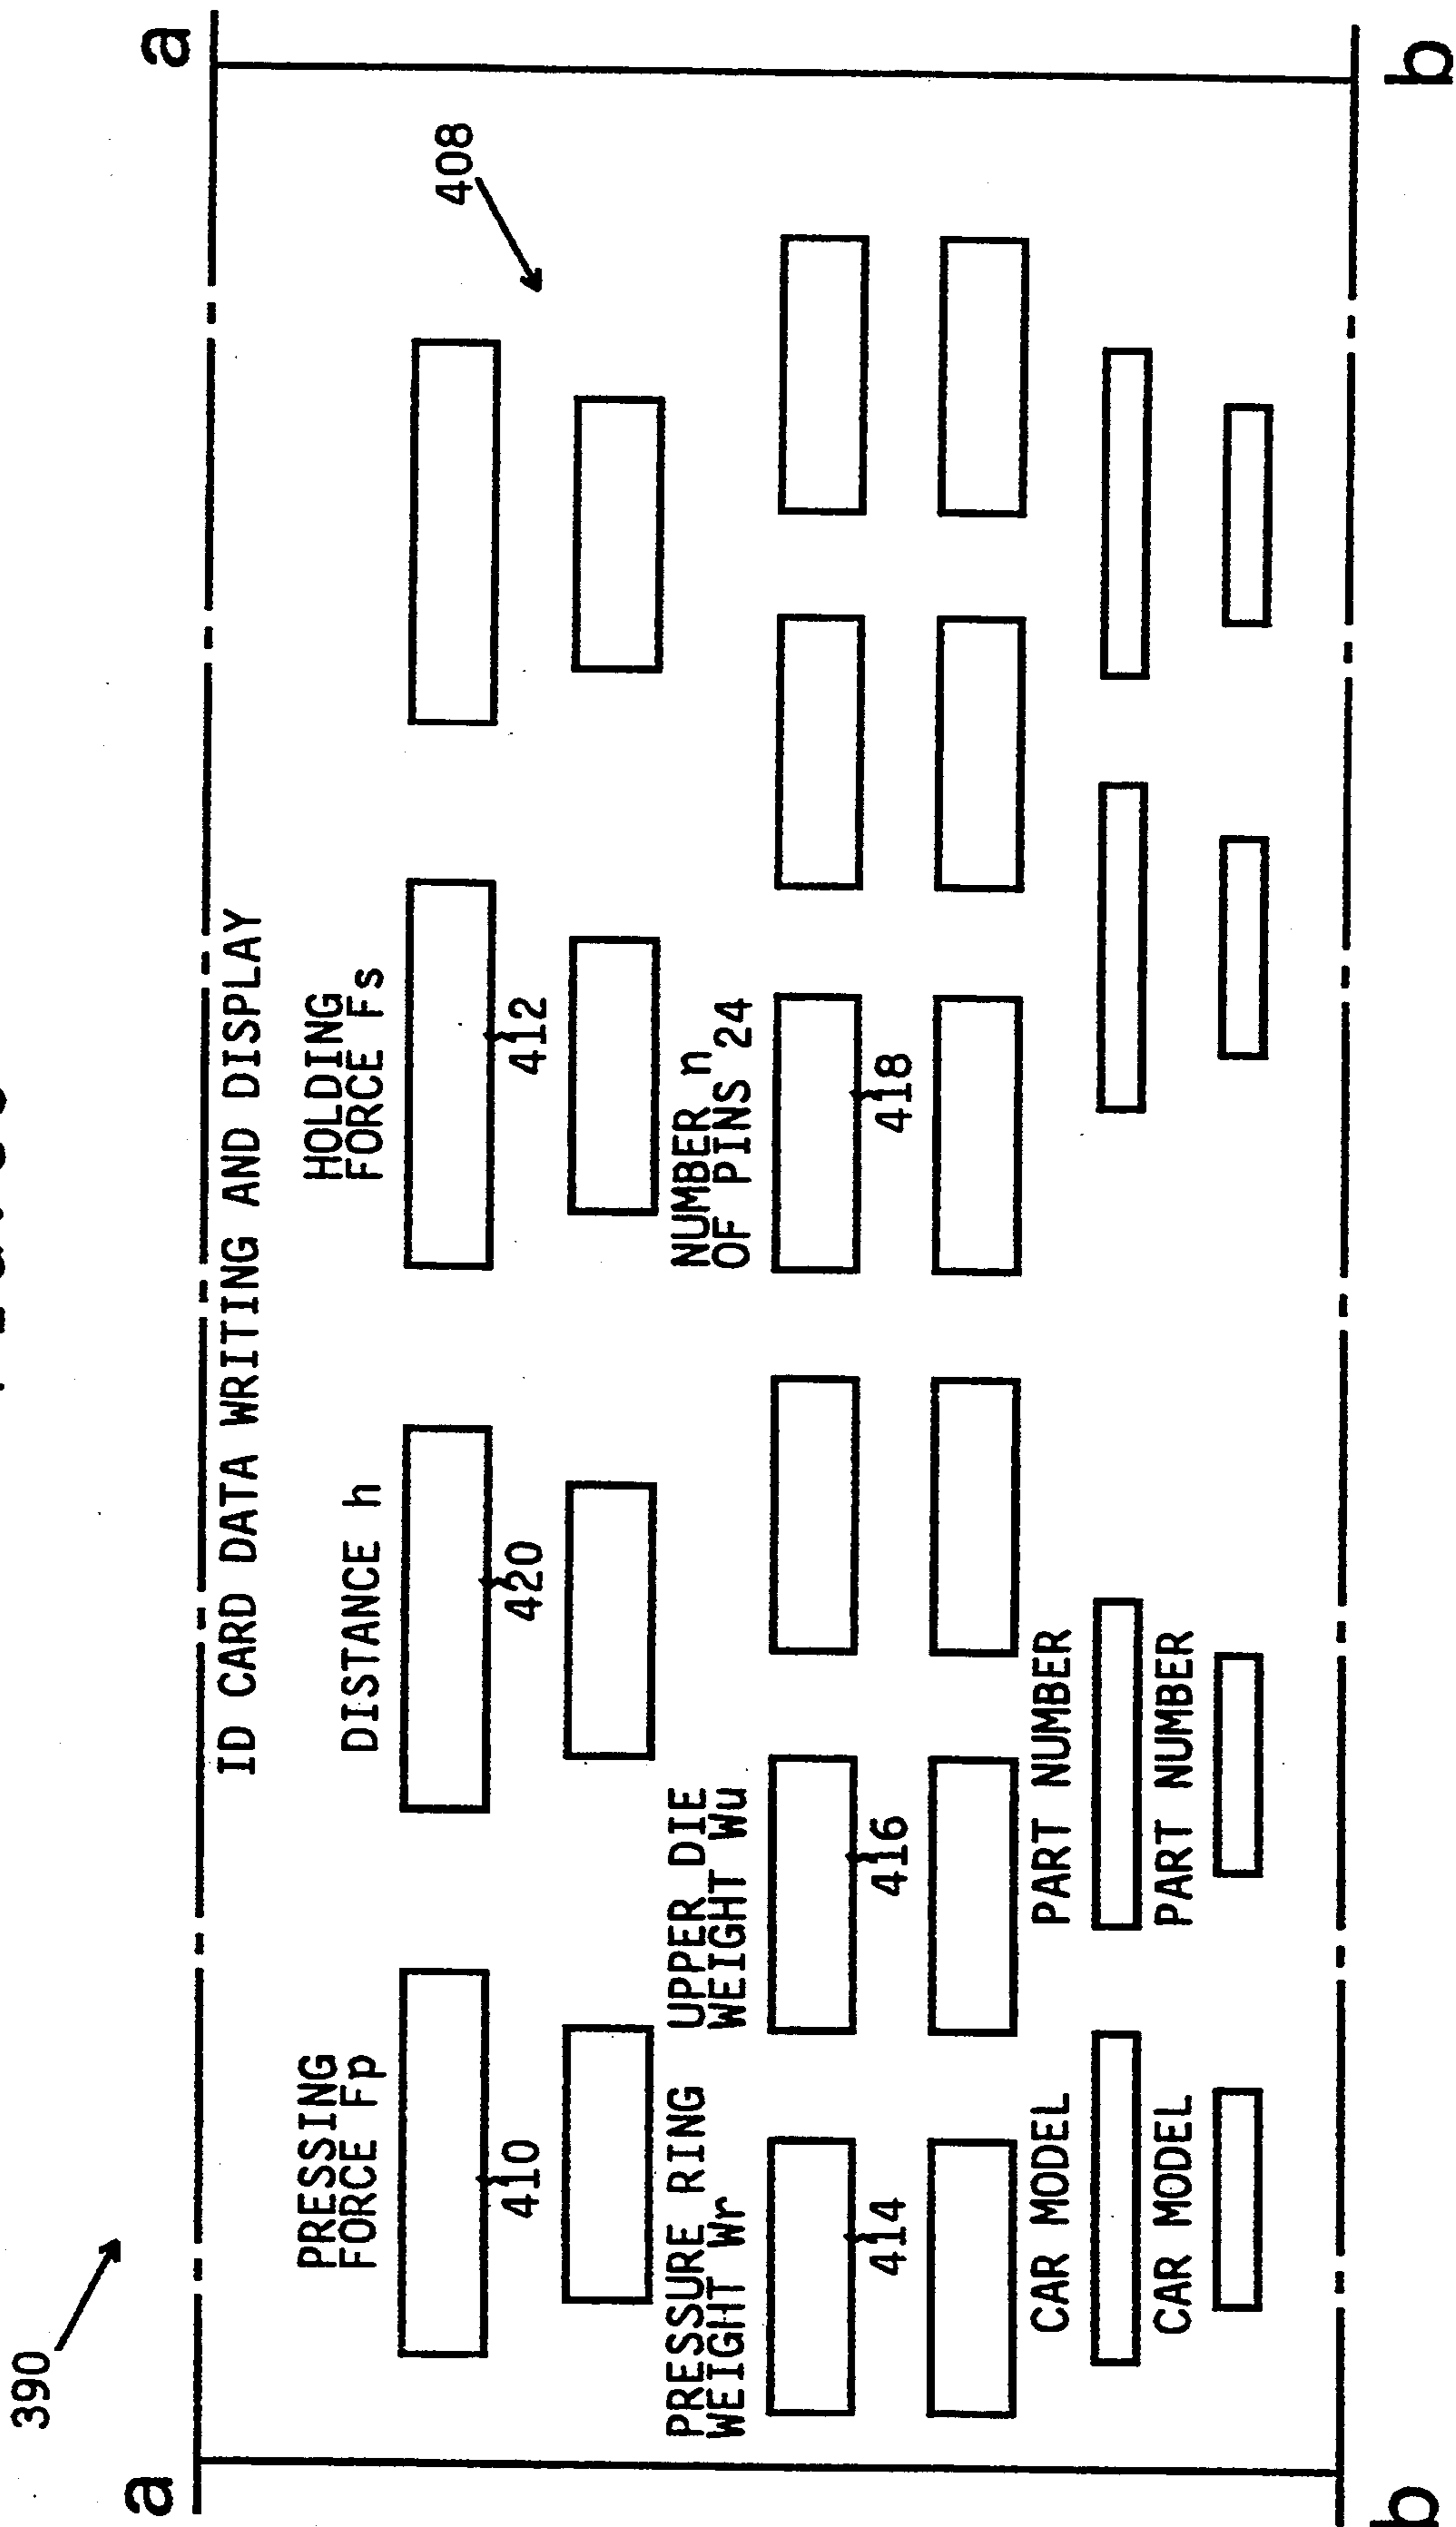 390
a
a
ID CARD DATA WRITING AND DISPLAY
408
PRESSING
FORCE Fp
DISTANCE h
HOLDING
FORCE Fs
410
420
412
PRESSURE RING
WEIGHT Wr
UPPER DIE
WEIGHT Wu
NUMBER n
OF PINS 24
414
416
418
CAR MODEL
PART NUMBER
CAR MODEL
PART NUMBER
b
b